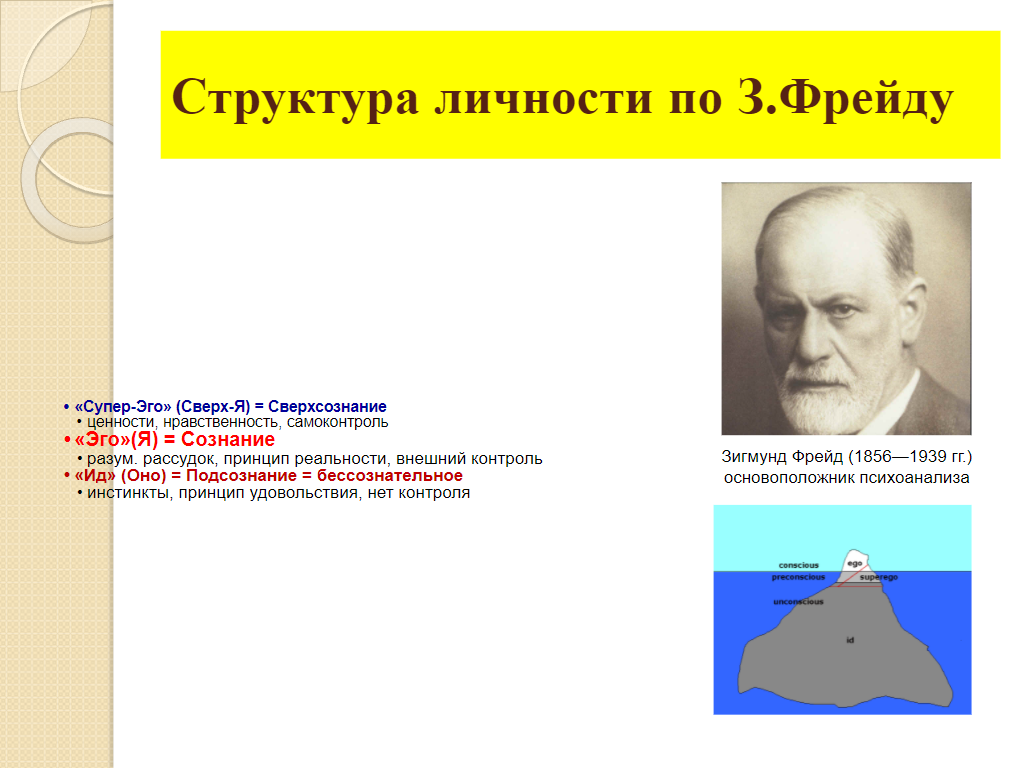 Структура личности по З.Фрейду
• «Супер-Эго» (Сверх-Я) = Сверхсознание
• ценности, нравственность, самоконтроль
• «Эго»(Я) = Сознание
• разум. рассудок, принцип реальности, внешний контроль
• «Ид» (Оно) = Подсознание = бессознательное
• инстинкты, принцип удовольствия, нет контроля
Зигмунд Фрейд (1856—1939 гг.)
основоположник психоанализа
conscious
ego
preconscious
superego
unconscious
id